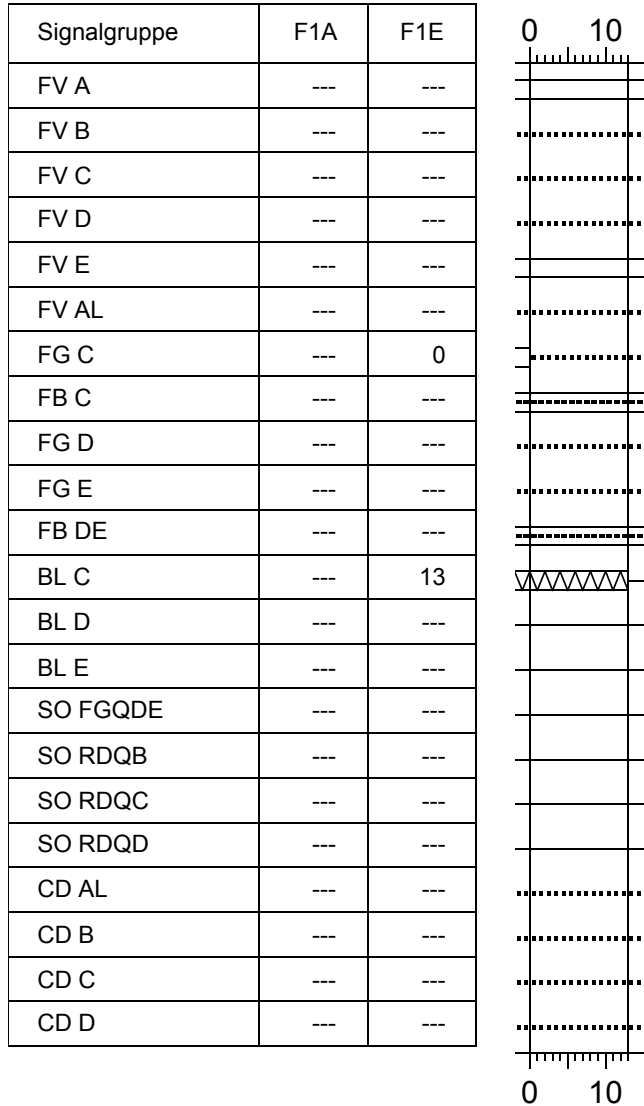 Signalgruppe F1A F1E 0 10
FV A --- ---
FV B --- ---
FV C --- ---
FV D --- ---
FV E --- ---
FV AL --- ---
FG C --- 0
FB C --- ---
FG D --- ---
FG E --- ---
FB DE --- ---
BL C --- 13
BL D --- ---
BL E --- ---
SO FGQDE --- ---
SO RDQB --- ---
SO RDQC --- ---
SO RDQD --- ---
CD AL --- ---
CD B --- ---
CD C --- ---
CD D --- ---
0 10